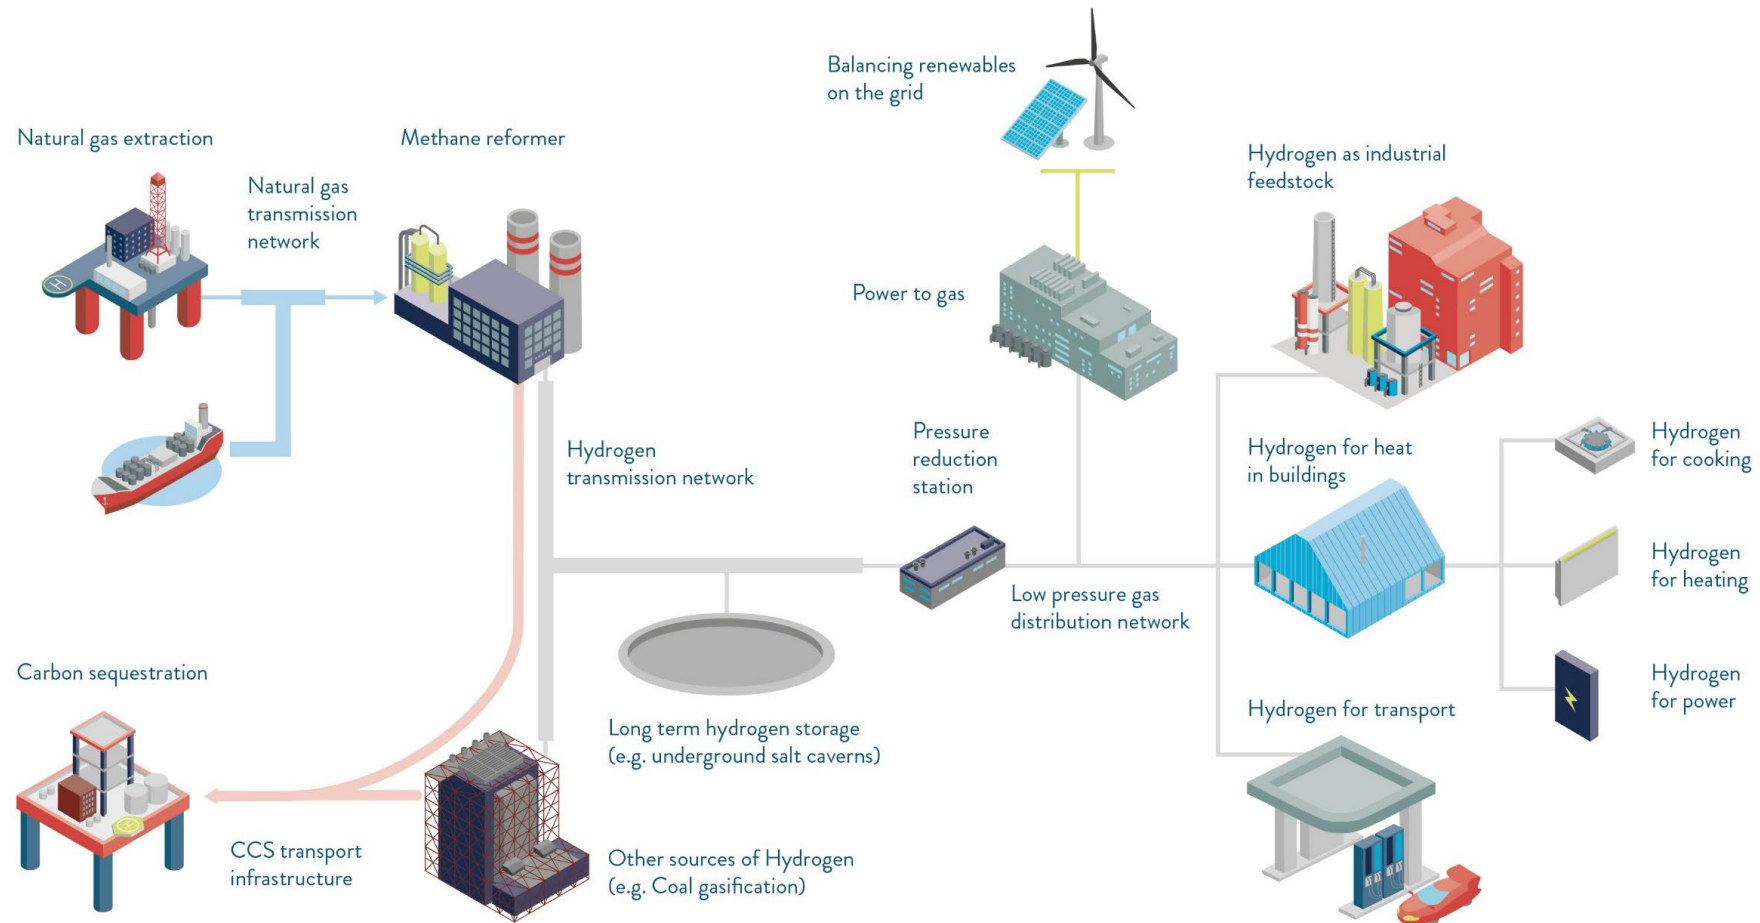 Balancing renewables
on the grid
Natural gas extraction
Methane reformer
Hydrogen as industrial
feedstock
Natural gas
transmission
network
Power to gas
Pressure
reduction
station
Hydrogen
transmission network
Hydrogen for heat
in buildings
Hydrogen
for cooking
Hydrogen
for heating
Low pressure gas
distribution network
Carbon sequestration
Hydrogen
for power
Hydrogen for transport
Long term hydrogen storage
(e.g. underground salt caverns)
CCS transport
infrastructure
Other sources of Hydrogen
(e.g. Coal gasification)